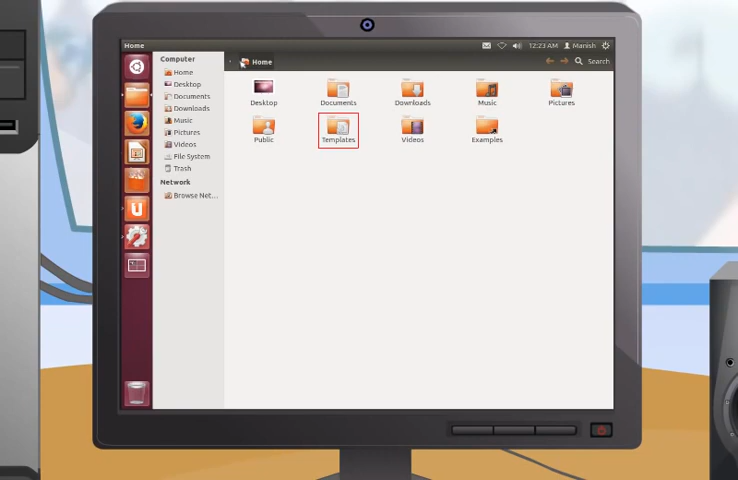 Home
12:23 AM Manish
Computer
Home
Desktop
Documents
Downloads
Music
Pictures
Videos
File System
Trash
Network
Browse Net...
Home
Search
Desktop Documents Downloads Music Pictures
Public Templates Videos Examples